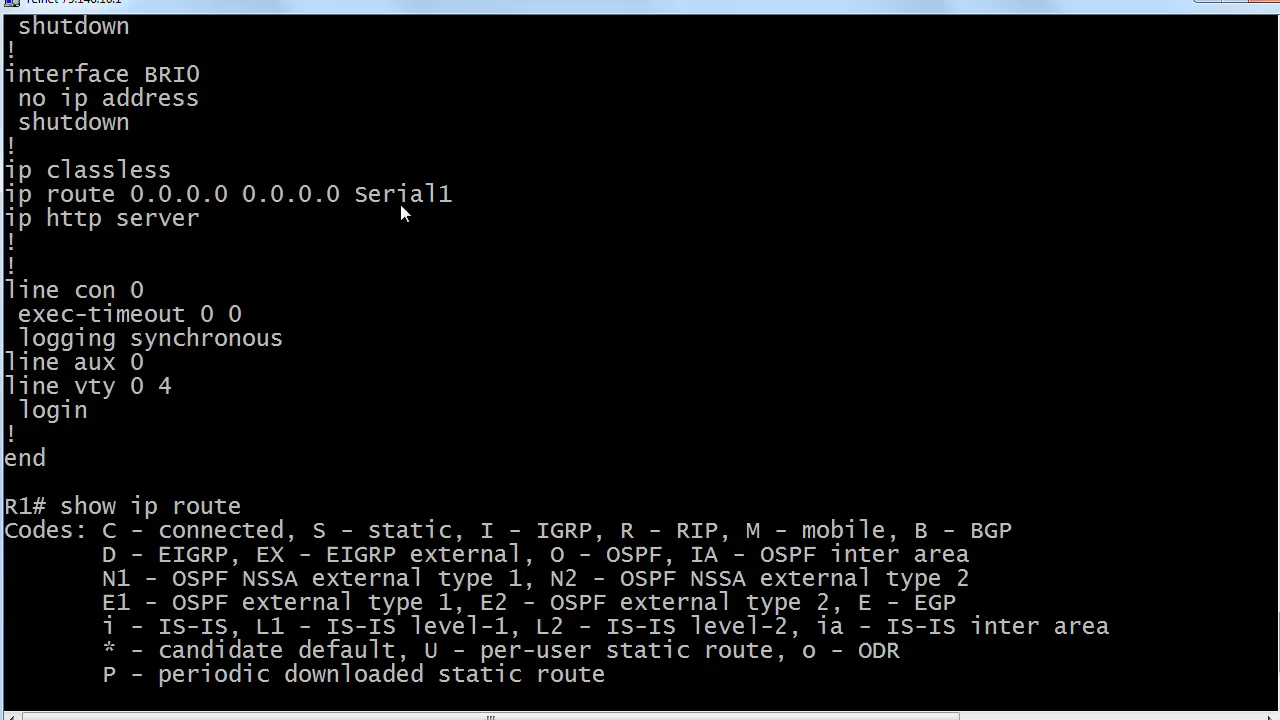 shutdown
!
interface BRI0
no ip address
shutdown
!
ip classless
ip route 0.0.0.0 0.0.0.0 Serial1
ip http server
!
!
line con 0
exec-timeout 0 0
logging synchronous
line aux 0
line vty 0 4
login
!
end
R1# show ip route
Codes: C - connected, S - static, I - IGRP, R - RIP, M - mobile, B - BGP
D - EIGRP, EX - EIGRP external, O - OSPF, IA - OSPF inter area
N1 - OSPF NSSA external type 1, N2 - OSPF NSSA external type 2
E1 - OSPF external type 1, E2 - OSPF external type 2, E - EGP
i - IS-IS, L1 - IS-IS level-1, L2 - IS-IS level-2, ia - IS-IS inter area
* - candidate default, U - per-user static route, o - ODR
P - periodic downloaded static route